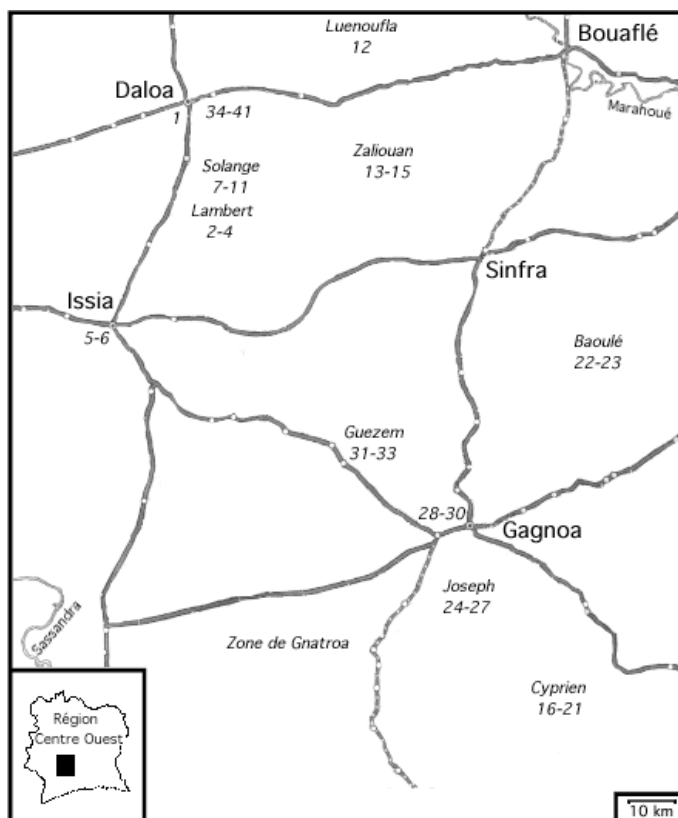 Luenoufla
12
Bouaflé
Daloa
1
34-41
Marahoué
Solange
7-11
Lambert
2-4
Zaliouan
13-15
Sinfra
Issia
5-6
Baoulé
22-23
Guezem
31-33
28-30
Gagnoa
Joseph
24-27
Sassandra
Zone de Gnatroa
Cyprien
16-21
Région
Centre Ouest
10 km